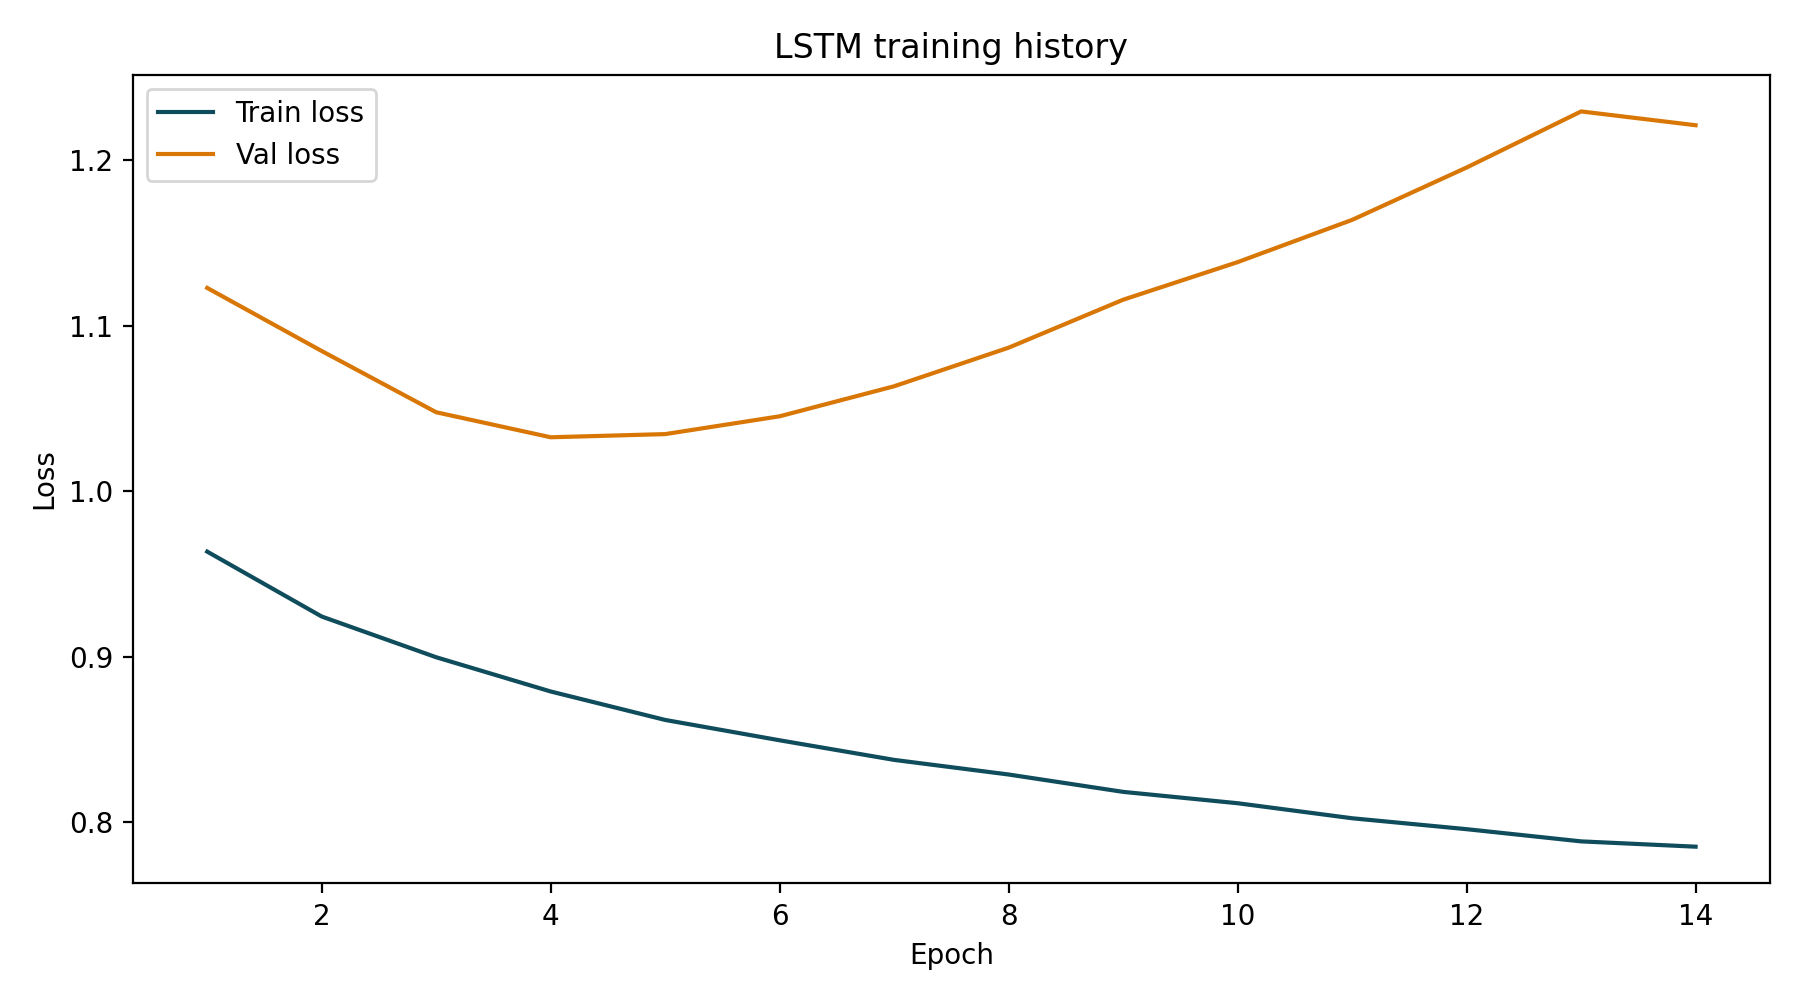 LSTM training history
Train loss
Val loss
1.2
1.1
1.0
0.9
0.8
Loss
2 4 6 8 10 12 14
Epoch